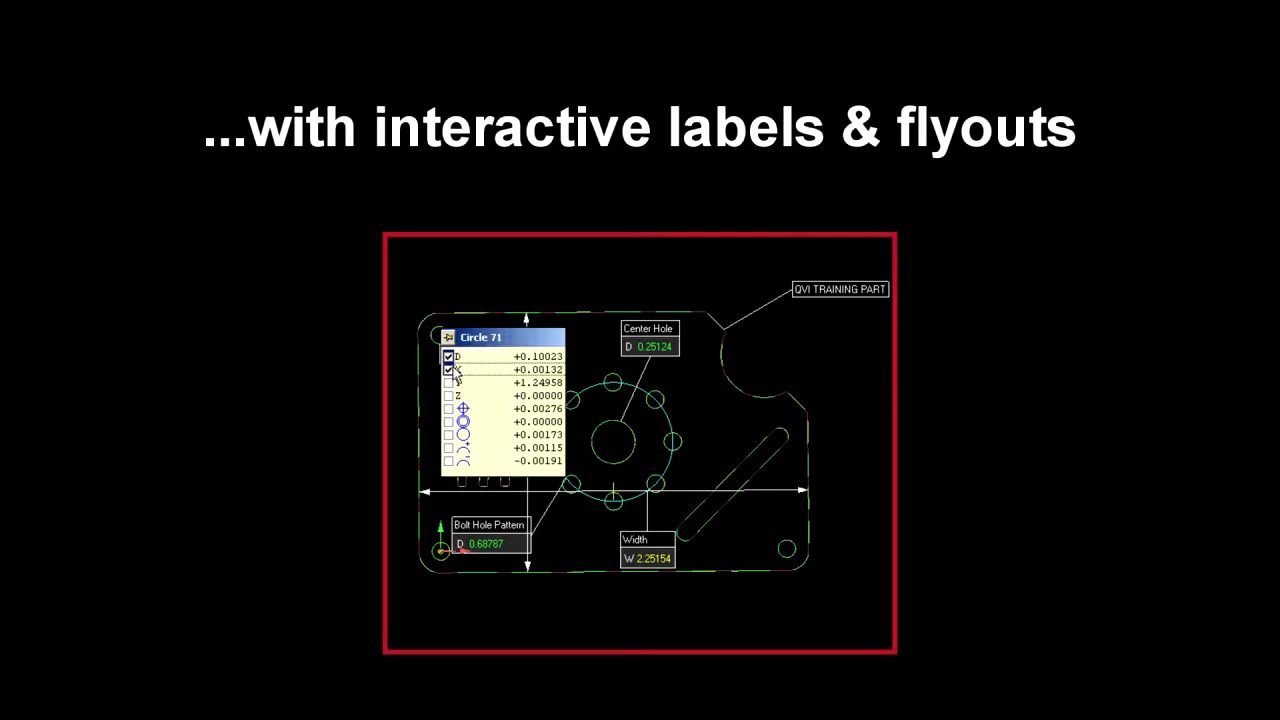 ...with interactive labels & flyouts
QVI TRAINING PART
Center Hole
D 0.25124
Circle 71
D +0.10023
+0.00132
+1.24958
Z +0.00000
+0.00276
+0.00000
+0.00173
+0.00115
-0.00191
Bolt Hole Pattern
D 0.68787
Width
W 2.25154